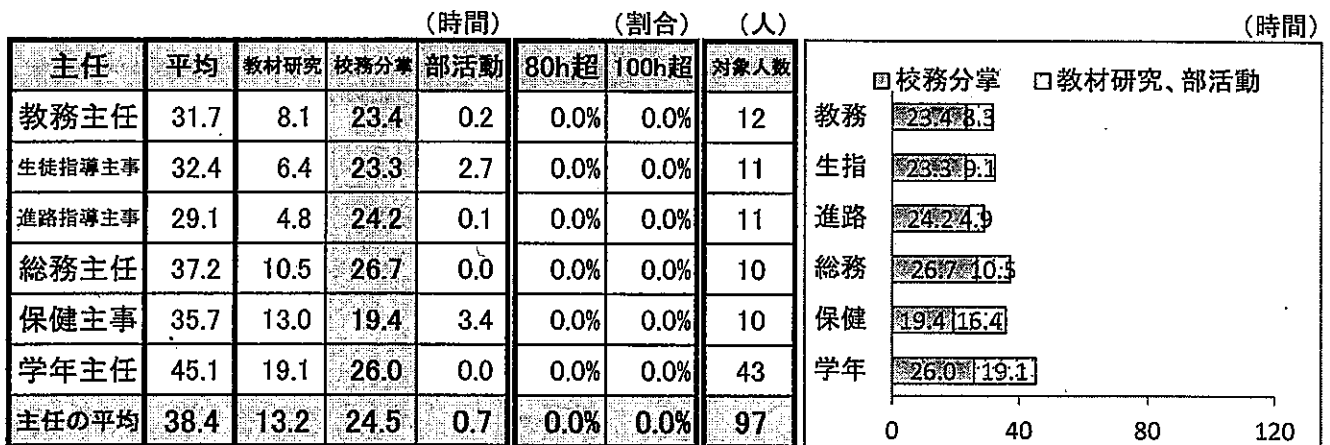 (時間) (割合) (人)
主任 平均 教材研究 校務分掌 部活動 80h超 100h超 対象人数
教務主任 31.7 8.1 23.4 0.2 0.0% 0.0% 12
生徒指導主事 32.4 6.4 23.3 2.7 0.0% 0.0% 11
進路指導主事 29.1 4.8 24.2 0.1 0.0% 0.0% 11
総務主任 37.2 10.5 26.7 0.0 0.0% 0.0% 10
保健主事 35.7 13.0 19.4 3.4 0.0% 0.0% 10
学年主任 45.1 19.1 26.0 0.0 0.0% 0.0% 43
主任の平均 38.4 13.2 24.5 0.7 0.0% 0.0% 97
(時間)
校務分掌 教材研究、部活動
教務 23.4 8.3
生指 23.3 9.1
進路 24.2 4.9
総務 26.7 10.5
保健 19.4 16.4
学年 26.0 19.1
0 40 80 120